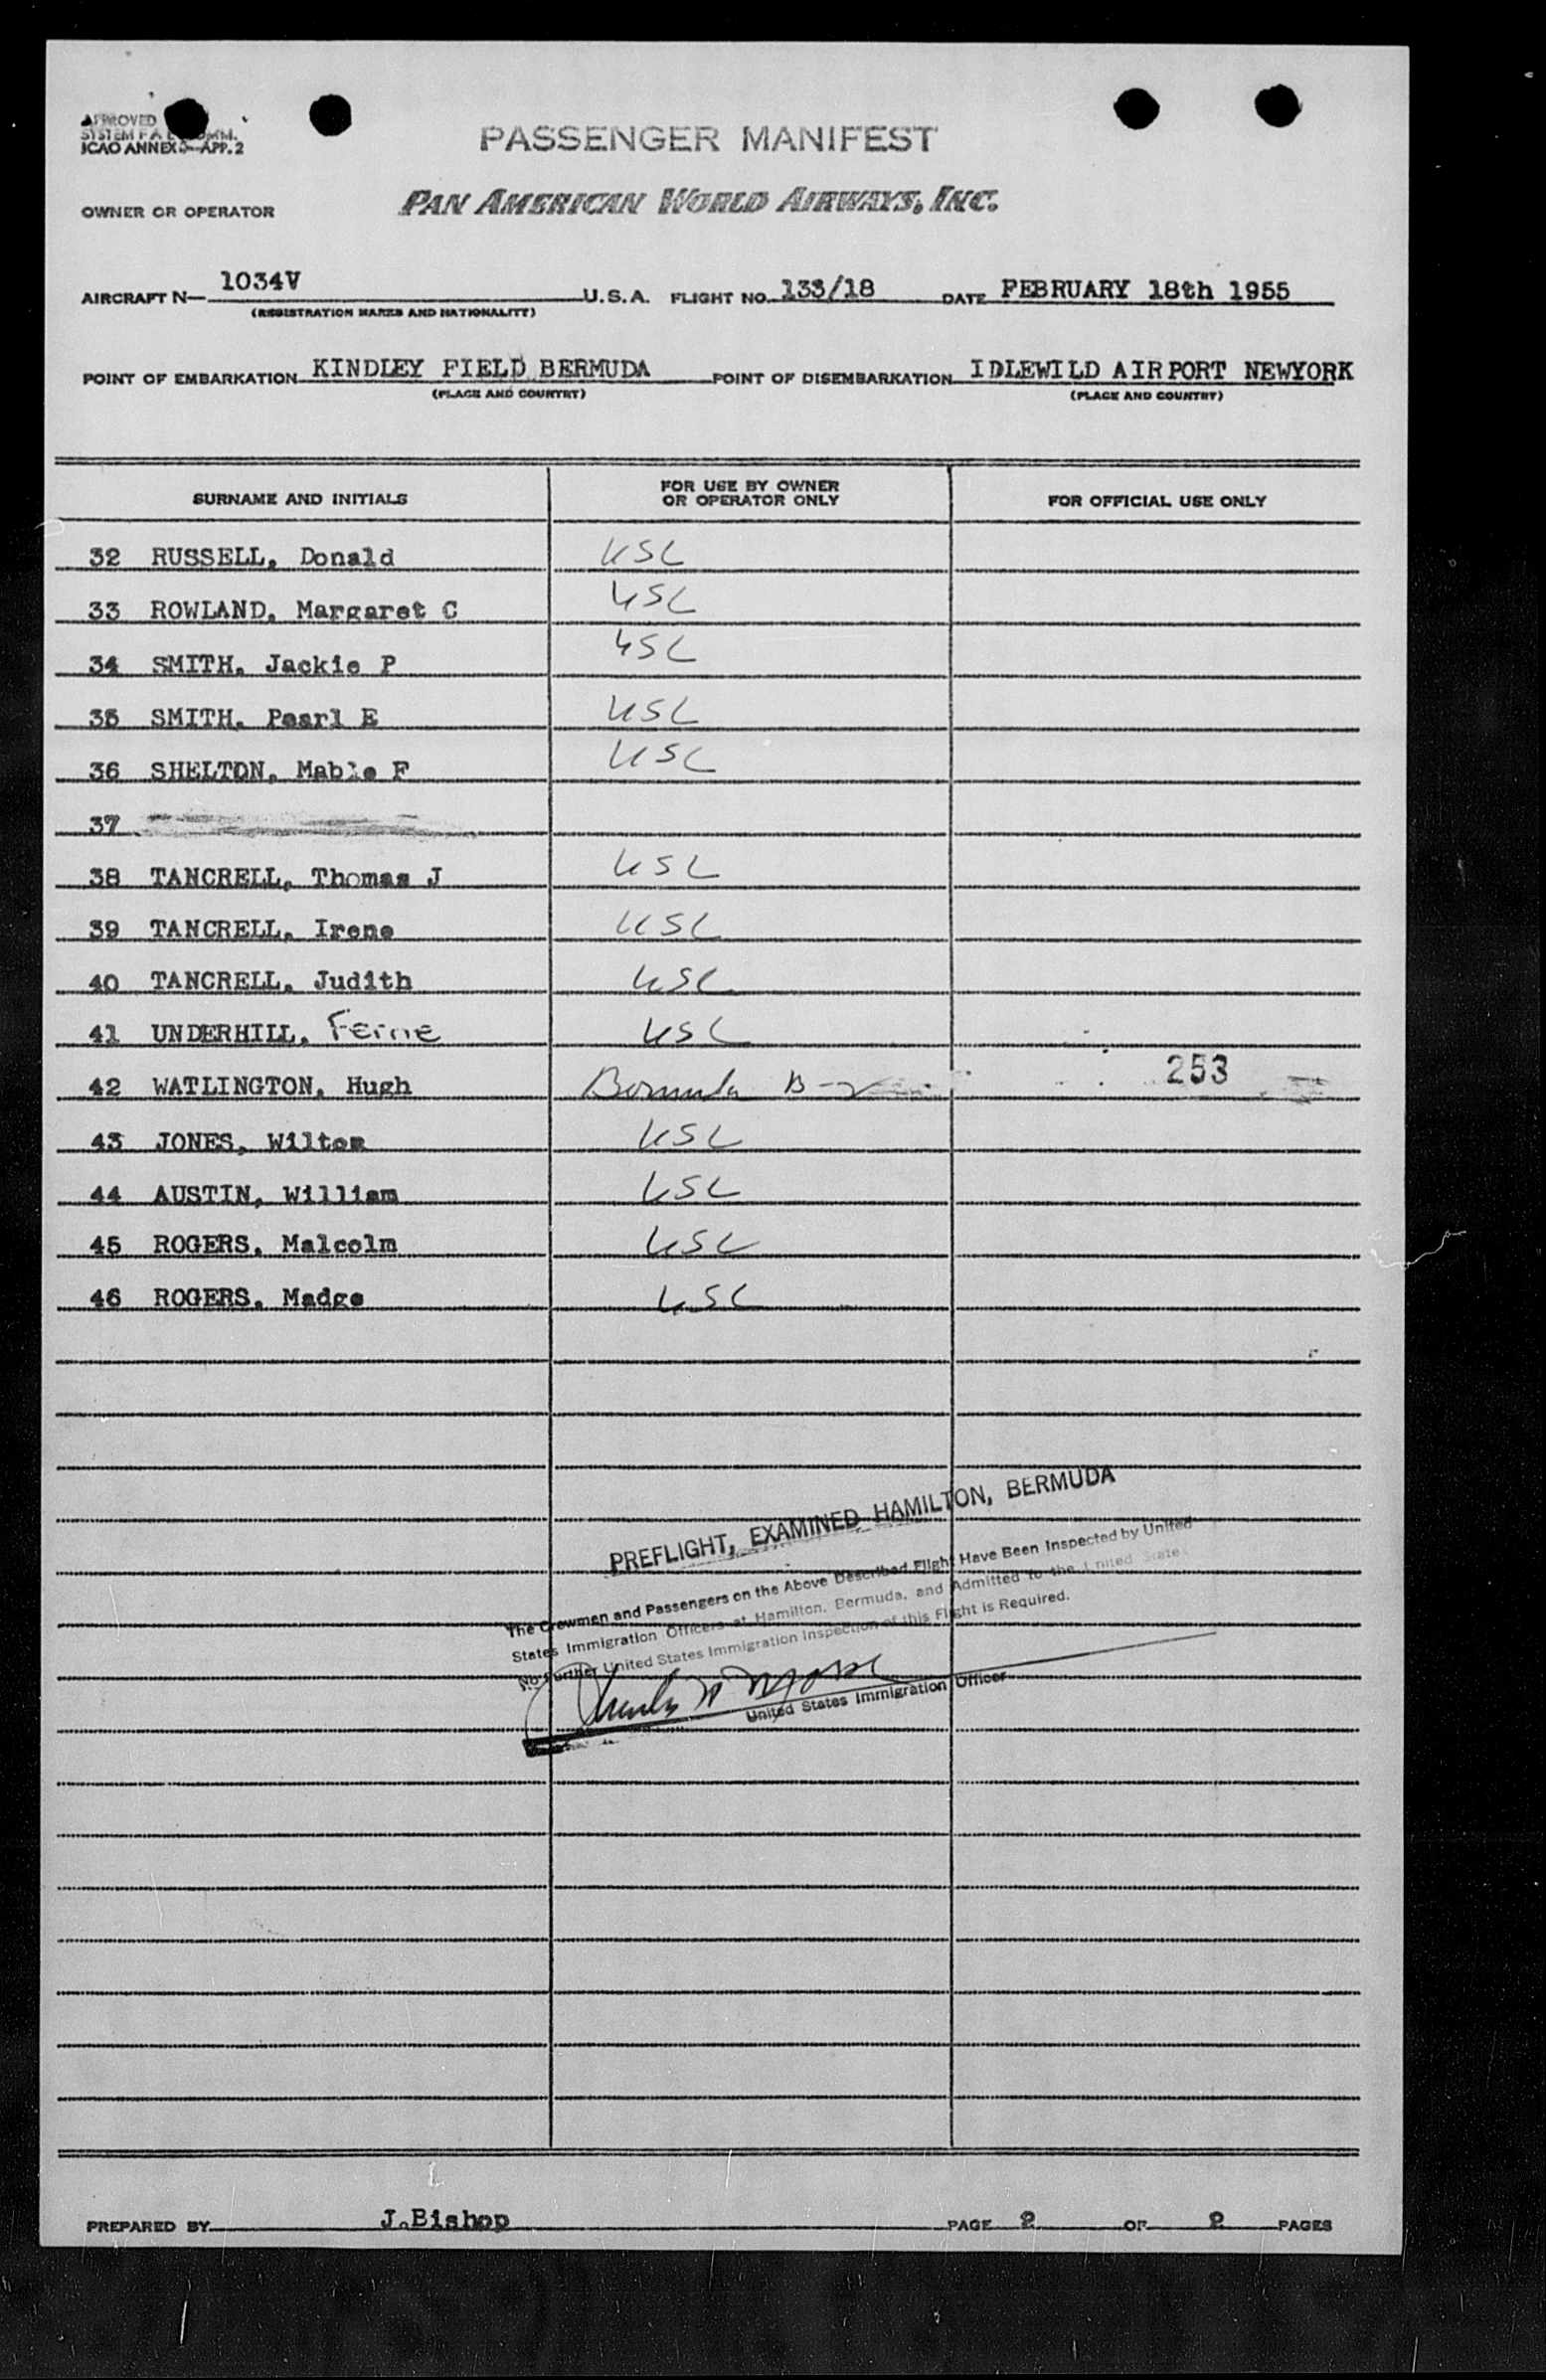 APPROVED
SYSTEM F A L COMM.
ICAO ANNEX 9—APP. 2
PASSENGER MANIFEST
OWNER OR OPERATOR PAN AMERICAN WORLD AIRWAYS, INC.
AIRCRAFT N— 1034V U.S.A. FLIGHT NO. 133/18 DATE FEBRUARY 18th 1955
(REGISTRATION MARKS AND NATIONALITY)
POINT OF EMBARKATION KINDLEY FIELD BERMUDA POINT OF DISEMBARKATION IDLEWILD AIRPORT NEWYORK
(PLACE AND COUNTRY) (PLACE AND COUNTRY)
SURNAME AND INITIALS FOR USE BY OWNER OR OPERATOR ONLY FOR OFFICIAL USE ONLY
32 RUSSELL, Donald USC
33 ROWLAND, Margaret C USC
34 SMITH, Jackie P USC
35 SMITH, Pearl E USC
36 SHELTON, Mable F USC
37
38 TANCRELL, Thomas J USC
39 TANCRELL, Irene USC
40 TANCRELL, Judith USC
41 UNDERHILL, Ferne USC
42 WATLINGTON, Hugh Bermuda B-2 253
43 JONES, Wilton USC
44 AUSTIN, William USC
45 ROGERS, Malcolm USC
46 ROGERS, Madge USC
PREFLIGHT, EXAMINED HAMILTON, BERMUDA
The Crewmen and Passengers on the Above Described Flight Have Been Inspected by United
States Immigration Officers at Hamilton, Bermuda, and Admitted to the United States.
No Further United States Immigration Inspection of this Flight is Required.
United States Immigration Officer
PREPARED BY J.Bishop PAGE 2 OF 2 PAGES